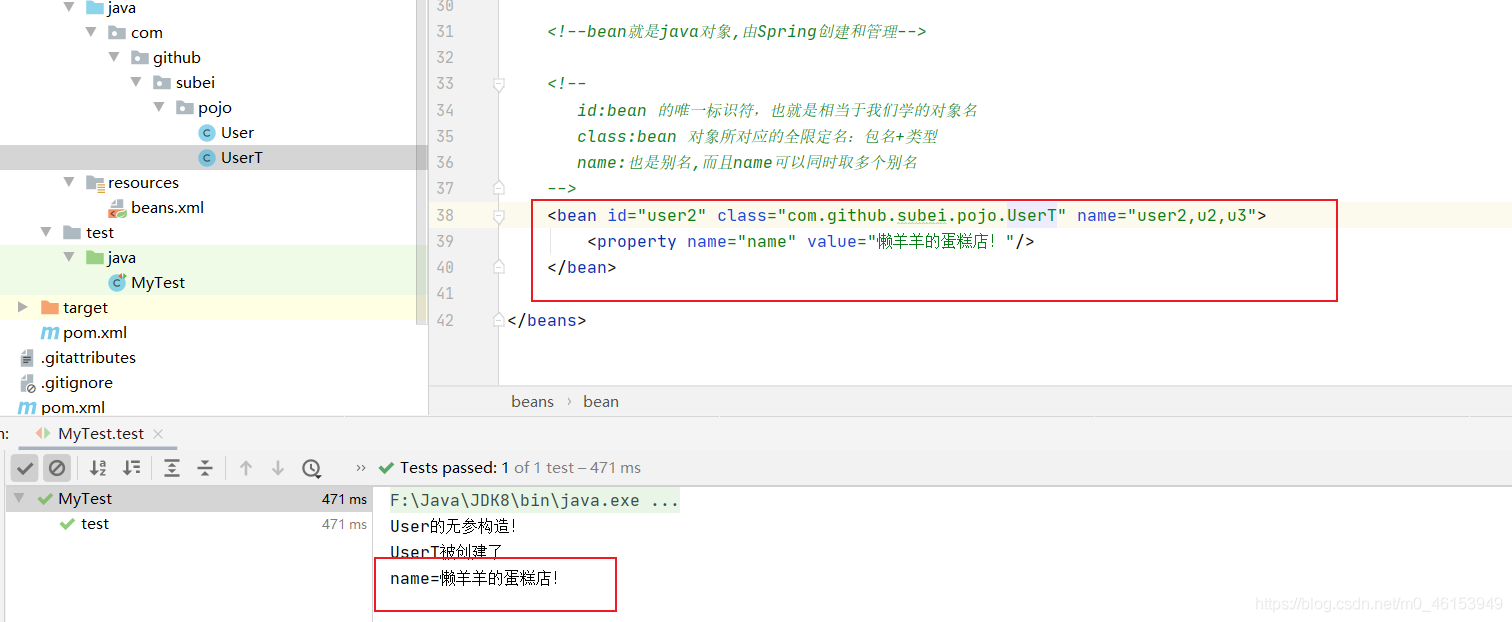 java
com
github
subei
pojo
User
UserT
resources
beans.xml
test
java
MyTest
target
pom.xml
.gitattributes
.gitignore
pom.xml
30
31 <!--bean就是java对象,由Spring创建和管理-->
32
33 <!--
34 id:bean 的唯一标识符，也就是相当于我们学的对象名
35 class:bean 对象所对应的全限定名：包名+类型
36 name:也是别名,而且name可以同时取多个别名
37 -->
38 <bean id="user2" class="com.github.subei.pojo.UserT" name="user2,u2,u3">
39 <property name="name" value="懒羊羊的蛋糕店！"/>
40 </bean>
41
42 </beans>
beans › bean
n: MyTest.test
Tests passed: 1 of 1 test – 471 ms
MyTest 471 ms
test 471 ms
F:\Java\JDK8\bin\java.exe ...
User的无参构造！
UserT被创建了
name=懒羊羊的蛋糕店！
https://blog.csdn.net/m0_46153949